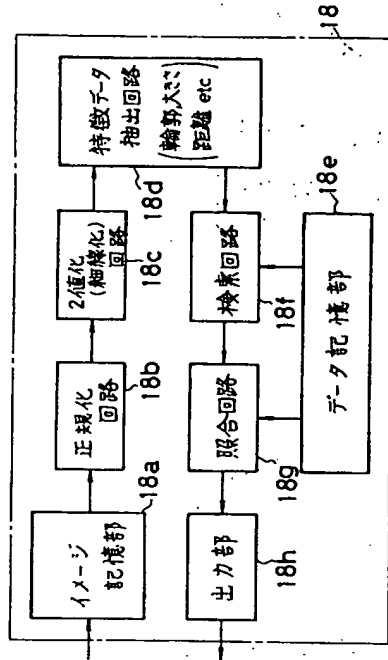 イメージ
記憶部
18a
正規化
回路
18b
2値化
(細線化)
回路
18c
特徴データ
抽出回路
(輪郭,大きさ
距離 etc)
18d
検索回路
18f
照合回路
18g
出力部
18h
データ記憶部
18e
18